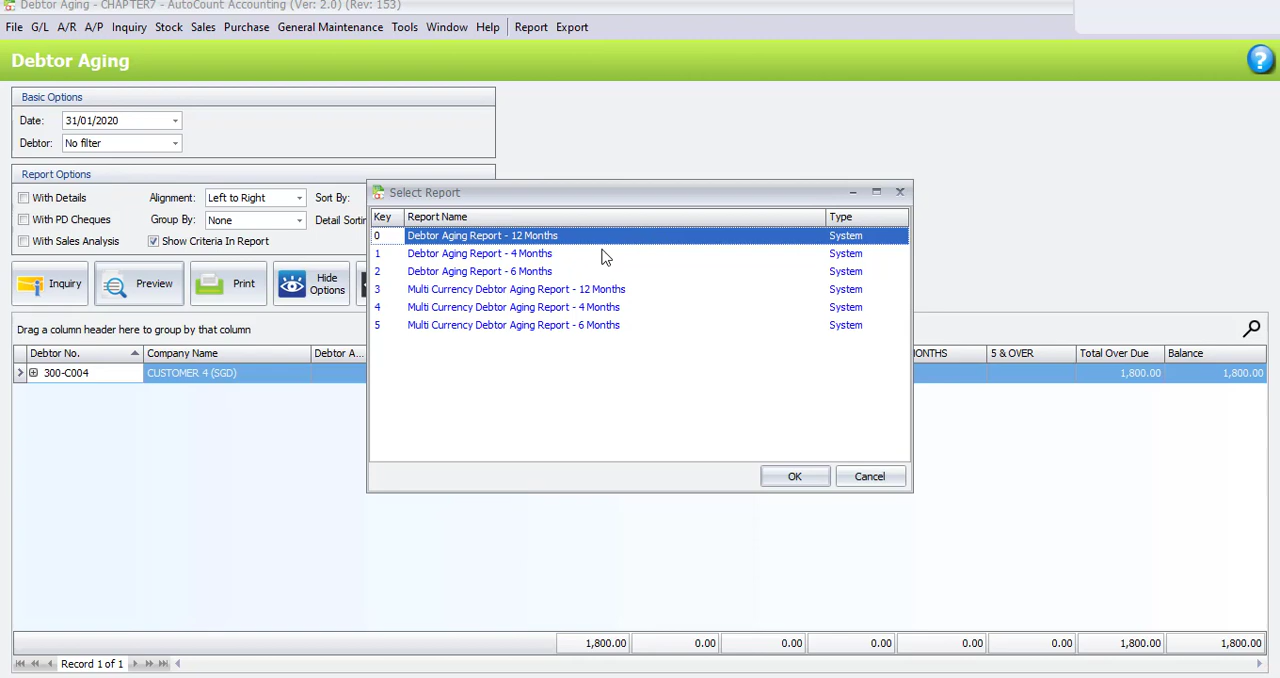 Debtor Aging - CHAPTER7 - AutoCount Accounting (Ver: 2.0) (Rev: 153)
File G/L A/R A/P Inquiry Stock Sales Purchase General Maintenance Tools Window Help Report Export
Debtor Aging
?
Basic Options
Date: 31/01/2020
Debtor: No filter
Report Options
With Details Alignment: Left to Right Sort By:
With PD Cheques Group By: None Detail Sortin
With Sales Analysis Show Criteria In Report
Inquiry Preview Print Hide Options
Select Report
Key Report Name Type
0 Debtor Aging Report - 12 Months System
1 Debtor Aging Report - 4 Months System
2 Debtor Aging Report - 6 Months System
3 Multi Currency Debtor Aging Report - 12 Months System
4 Multi Currency Debtor Aging Report - 4 Months System
5 Multi Currency Debtor Aging Report - 6 Months System
OK Cancel
Drag a column header here to group by that column
Debtor No. Company Name Debtor A... ONTHS 5 & OVER Total Over Due Balance
300-C004 CUSTOMER 4 (SGD) 1,800.00 1,800.00
1,800.00 0.00 0.00 0.00 0.00 0.00 1,800.00 1,800.00
Record 1 of 1